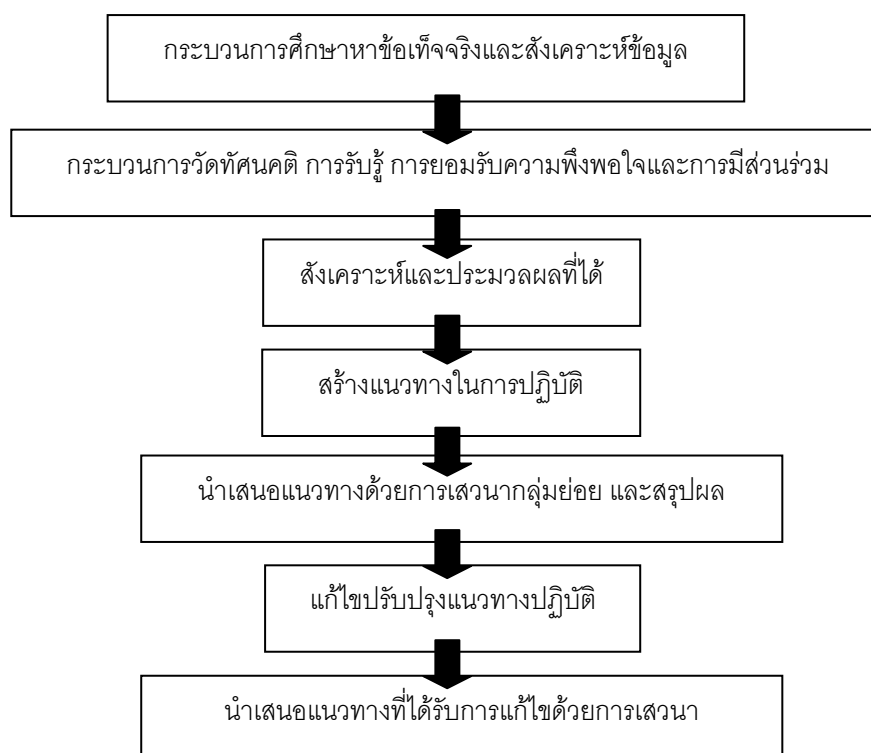 กระบวนการศึกษาหาข้อเท็จจริงและสังเคราะห์ข้อมูล
กระบวนการวัดทัศนคติ การรับรู้ การยอมรับความพึงพอใจและการมีส่วนร่วม
สังเคราะห์และประมวลผลที่ได้
สร้างแนวทางในการปฏิบัติ
นำเสนอแนวทางด้วยการเสวนากลุ่มย่อย และสรุปผล
แก้ไขปรับปรุงแนวทางปฏิบัติ
นำเสนอแนวทางที่ได้รับการแก้ไขด้วยการเสวนา